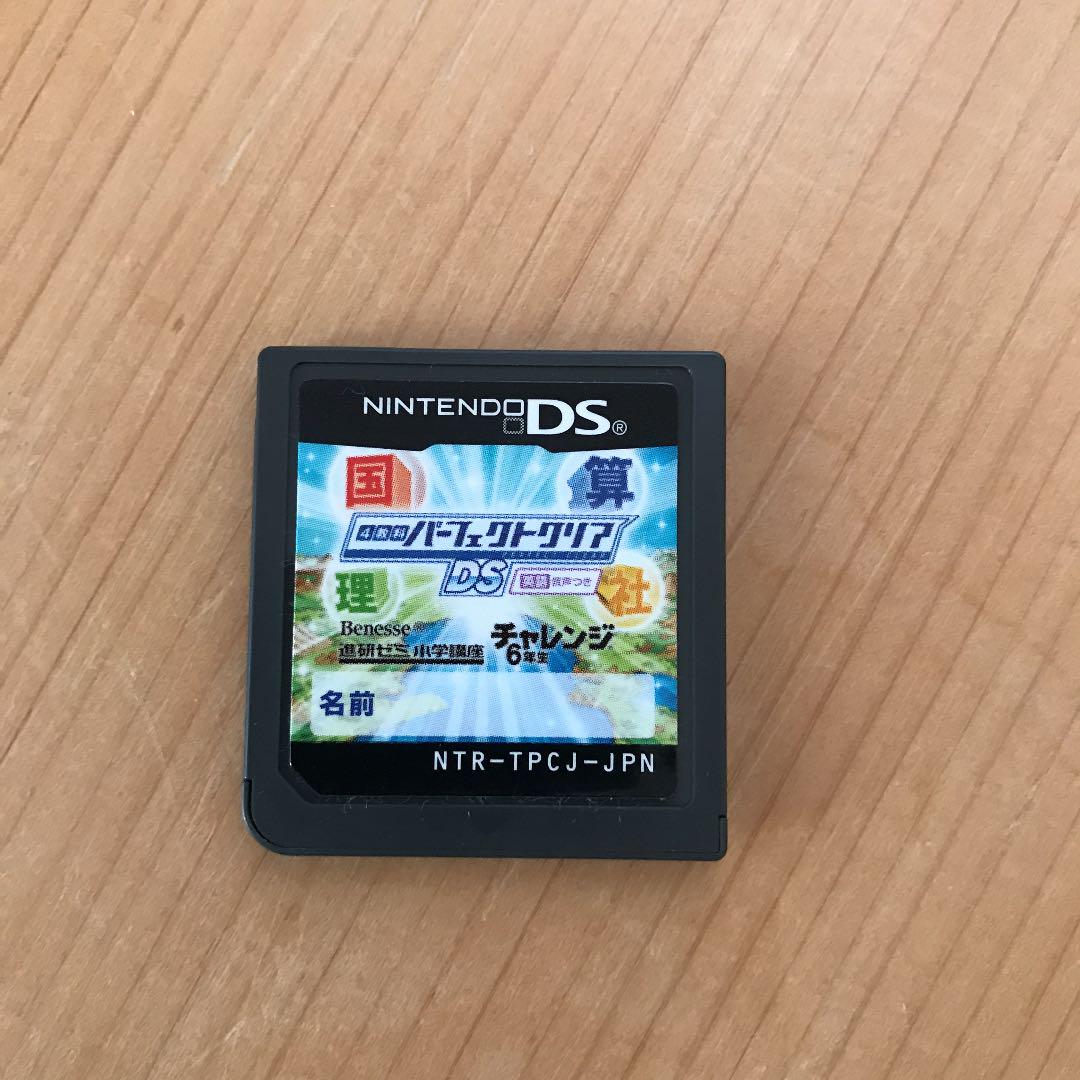 NINTENDO DS®
国 算
4教科 パーフェクトクリア
DS 英語音声つき
理 社
Benesse® チャレンジ
進研ゼミ 小学講座 6年生
名前
NTR-TPCJ-JPN